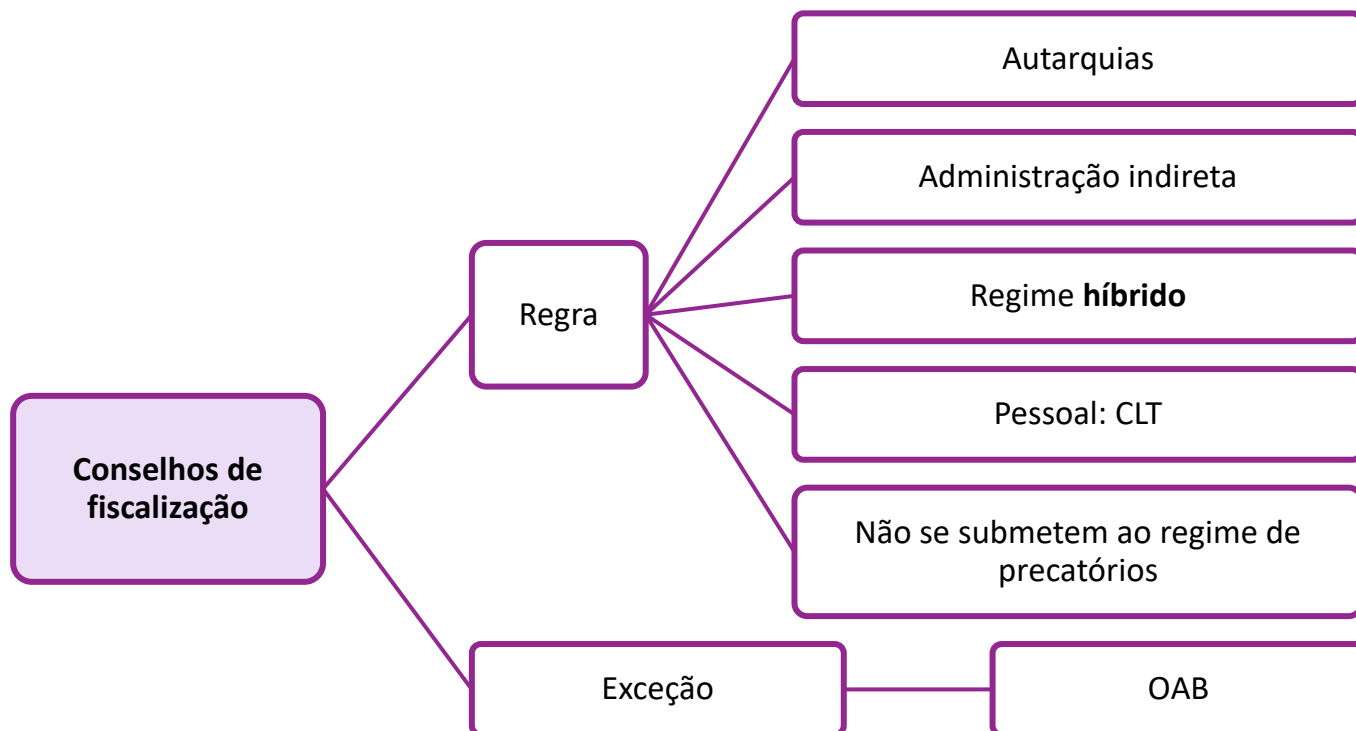 Autarquias
Administração indireta
Regime híbrido
Regra
Pessoal: CLT
Conselhos de
fiscalização
Não se submetem ao regime de
precatórios
Exceção
OAB